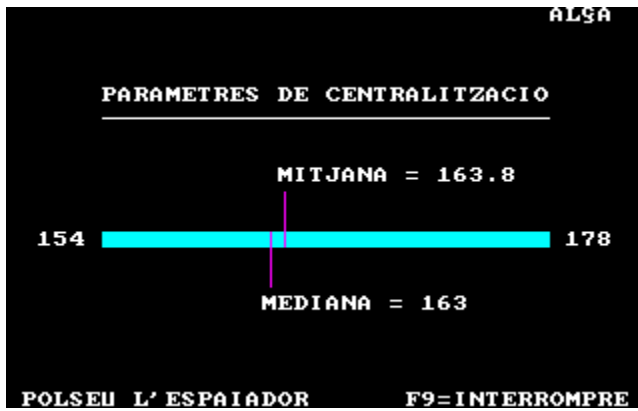 ALÇA
PARAMETRES DE CENTRALITZACIO
MITJANA = 163.8
154 178
MEDIANA = 163
POLSEU L'ESPAIADOR F9=INTERROMPRE